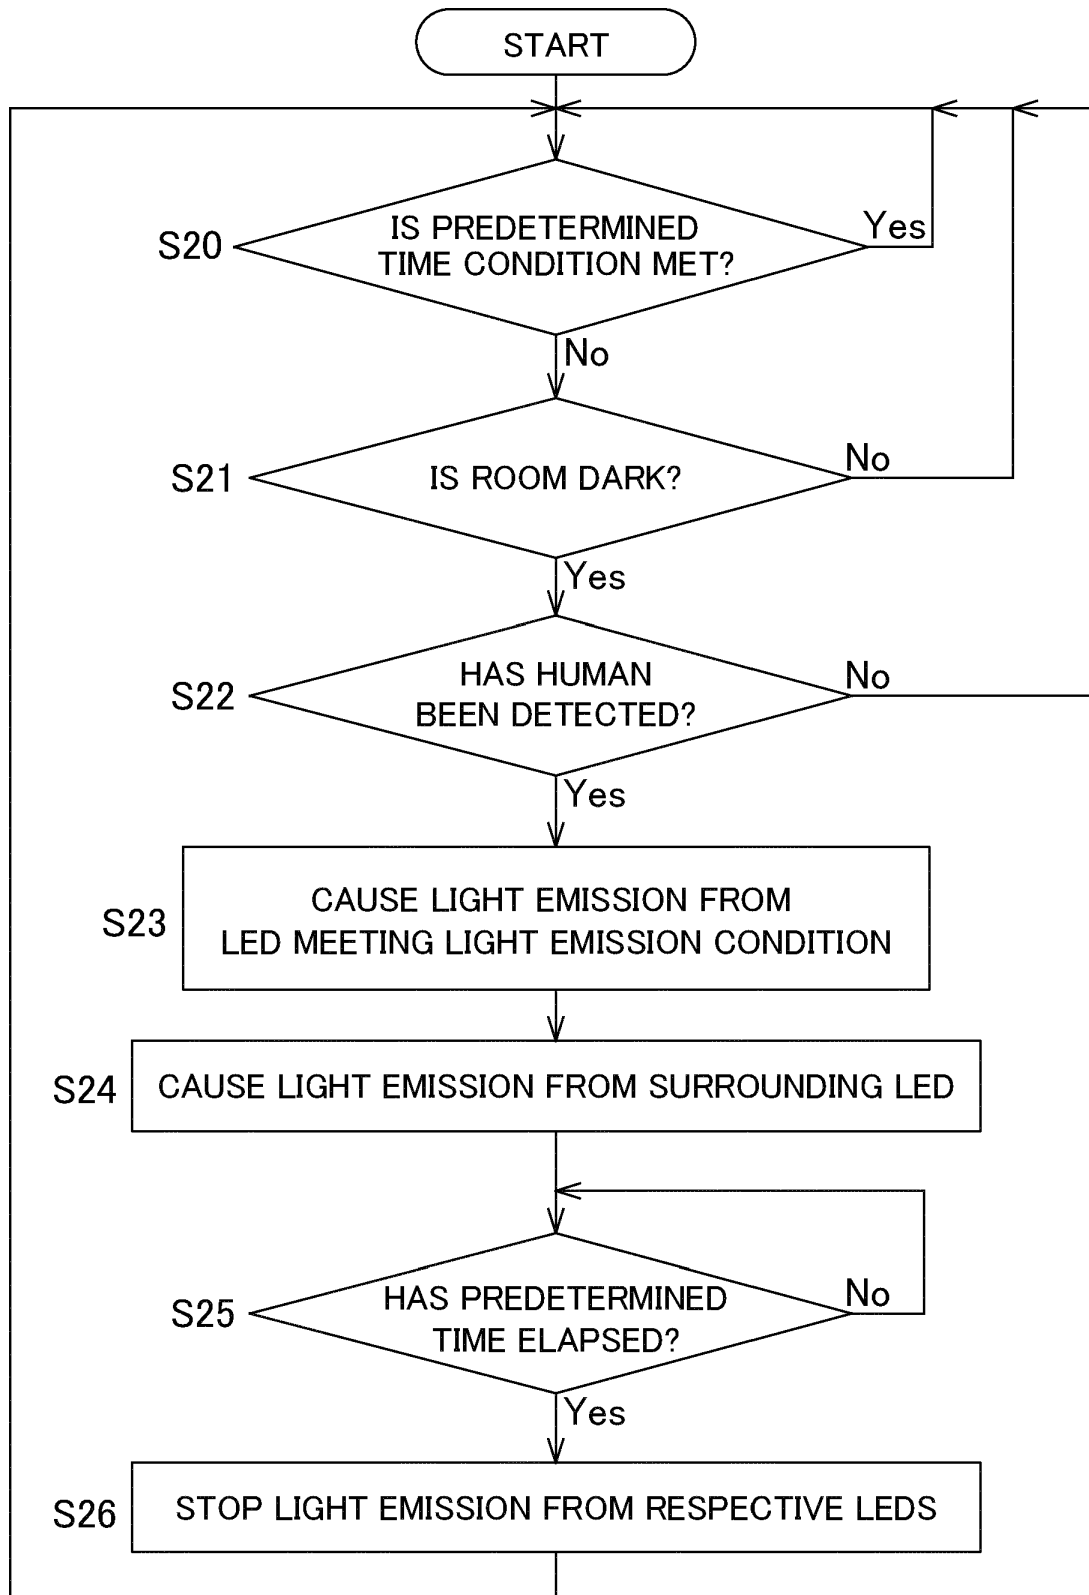 START
S20
IS PREDETERMINED
TIME CONDITION MET?
Yes
No
S21
IS ROOM DARK?
No
Yes
S22
HAS HUMAN
BEEN DETECTED?
No
Yes
S23
CAUSE LIGHT EMISSION FROM
LED MEETING LIGHT EMISSION CONDITION
S24
CAUSE LIGHT EMISSION FROM SURROUNDING LED
S25
HAS PREDETERMINED
TIME ELAPSED?
No
Yes
S26
STOP LIGHT EMISSION FROM RESPECTIVE LEDS